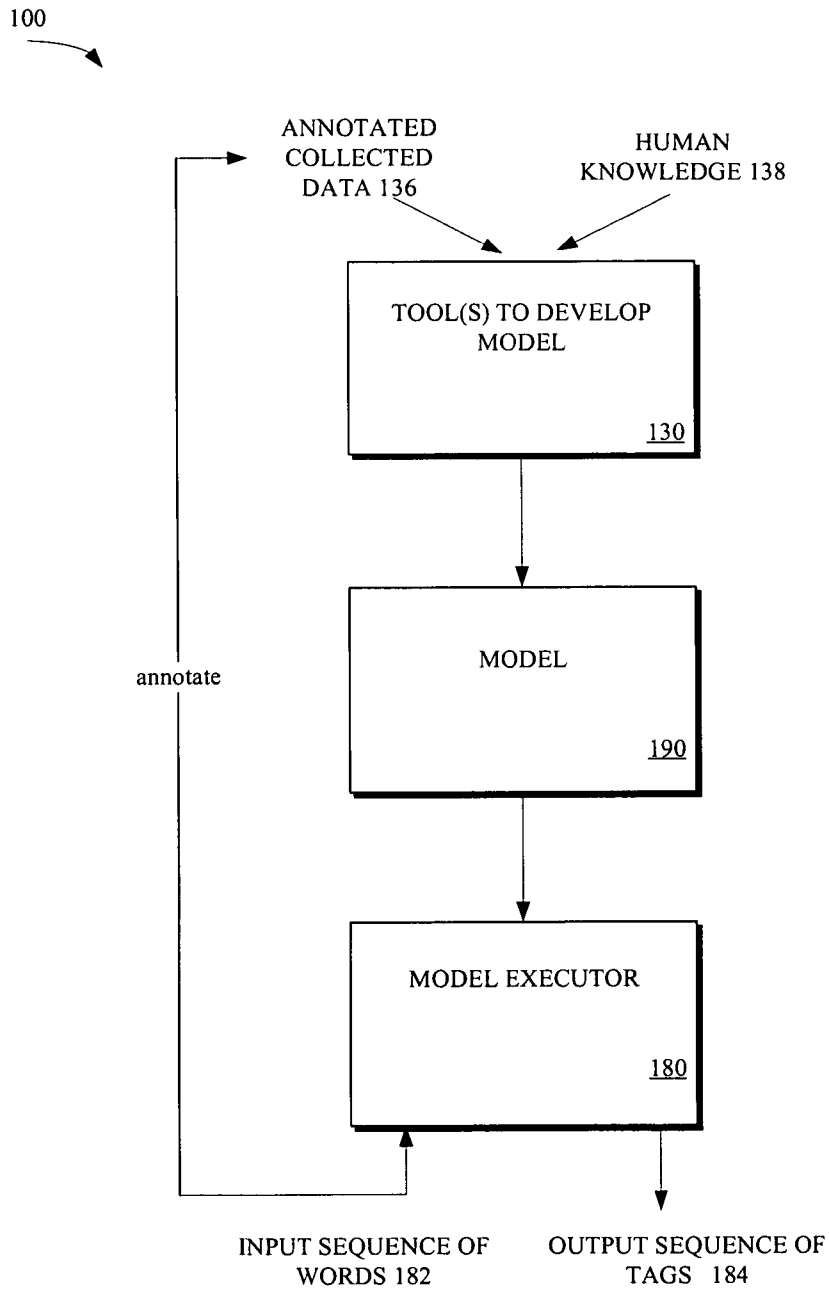 100
ANNOTATED
COLLECTED
DATA 136
HUMAN
KNOWLEDGE 138
TOOL(S) TO DEVELOP
MODEL
130
MODEL
190
annotate
MODEL EXECUTOR
180
INPUT SEQUENCE OF
WORDS 182
OUTPUT SEQUENCE OF
TAGS 184